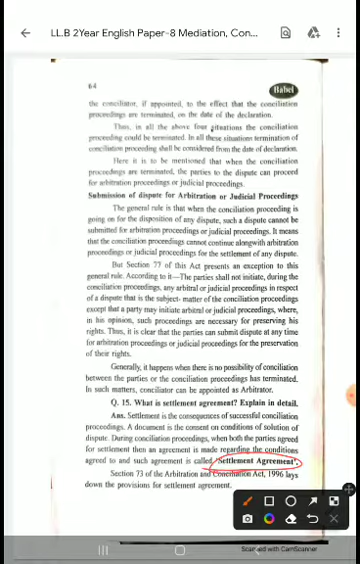 LL.B 2Year English Paper-8 Mediation, Con...
64
Babel
the conciliator, if appointed, to the effect that the conciliation
proceedings are terminated, on the date of the declaration.
Thus, in all the above four situations the conciliation
proceeding could be terminated. In all these situations termination of
conciliation proceeding shall be considered from the date of declaration.
Here it is to be mentioned that when the conciliation
proceedings are terminated, the parties to the dispute can proceed
for arbitration proceedings or judicial proceedings.
Submission of dispute for Arbitration or Judicial Proceedings
The general rule is that when the conciliation proceeding is
going on for the disposition of any dispute, such a dispute cannot be
submitted for arbitration proceedings or judicial proceedings. It means
that the conciliation proceedings cannot continue alongwith arbitration
proceedings or judicial proceedings for the settlement of any dispute.
But Section 77 of this Act presents an exception to this
general rule. According to it—The parties shall not initiate, during the
conciliation proceedings, any arbitral or judicial proceedings in respect
of a dispute that is the subject- matter of the conciliation proceedings
except that a party may initiate arbitral or judicial proceedings, where,
in his opinion, such proceedings are necessary for preserving his
rights. Thus, it is clear that the parties can submit dispute at any time
for arbitration proceedings or judicial proceedings for the preservation
of their rights.
Generally, it happens when there is no possibility of conciliation
between the parties or the conciliation proceedings has terminated.
In such matters, conciliator can be appointed as Arbitrator.
Q. 15. What is settlement agreement? Explain in detail.
Ans. Settlement is the consequences of successful conciliation
proceedings. A document is the consent on conditions of solution of
dispute. During conciliation proceedings, when both the parties agreed
for settlement then an agreement is made regarding the conditions
agreed to and such agreement is called 'Settlement Agreement'.
Section 73 of the Arbitration and Conciliation Act, 1996 lays
down the provisions for settlement agreement.
Scanned with CamScanner